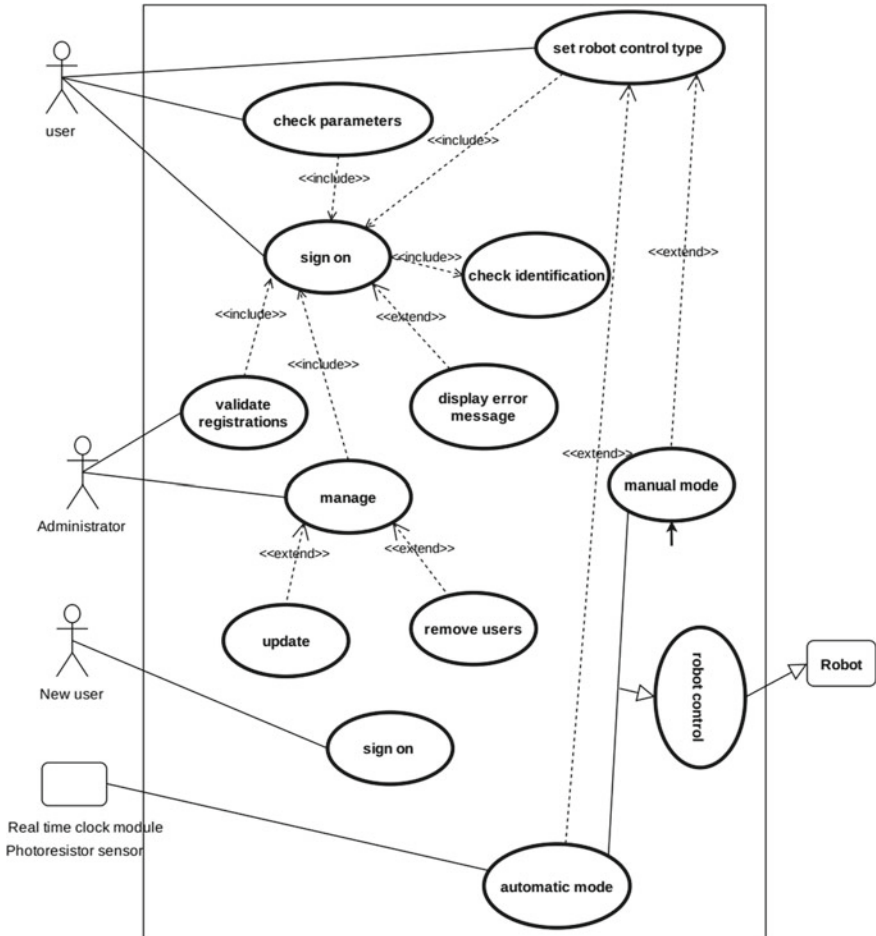 set robot control type
user
check parameters
<<include>>
<<include>>
sign on
<<include>>
check identification
<<extend>>
<<include>>
<<extend>>
<<include>>
validate
registrations
display error
message
Administrator
<<extend>>
manual mode
manage
<<extend>>
<<extend>>
update
remove users
New user
robot control
Robot
sign on
Real time clock module
Photoresistor sensor
automatic mode